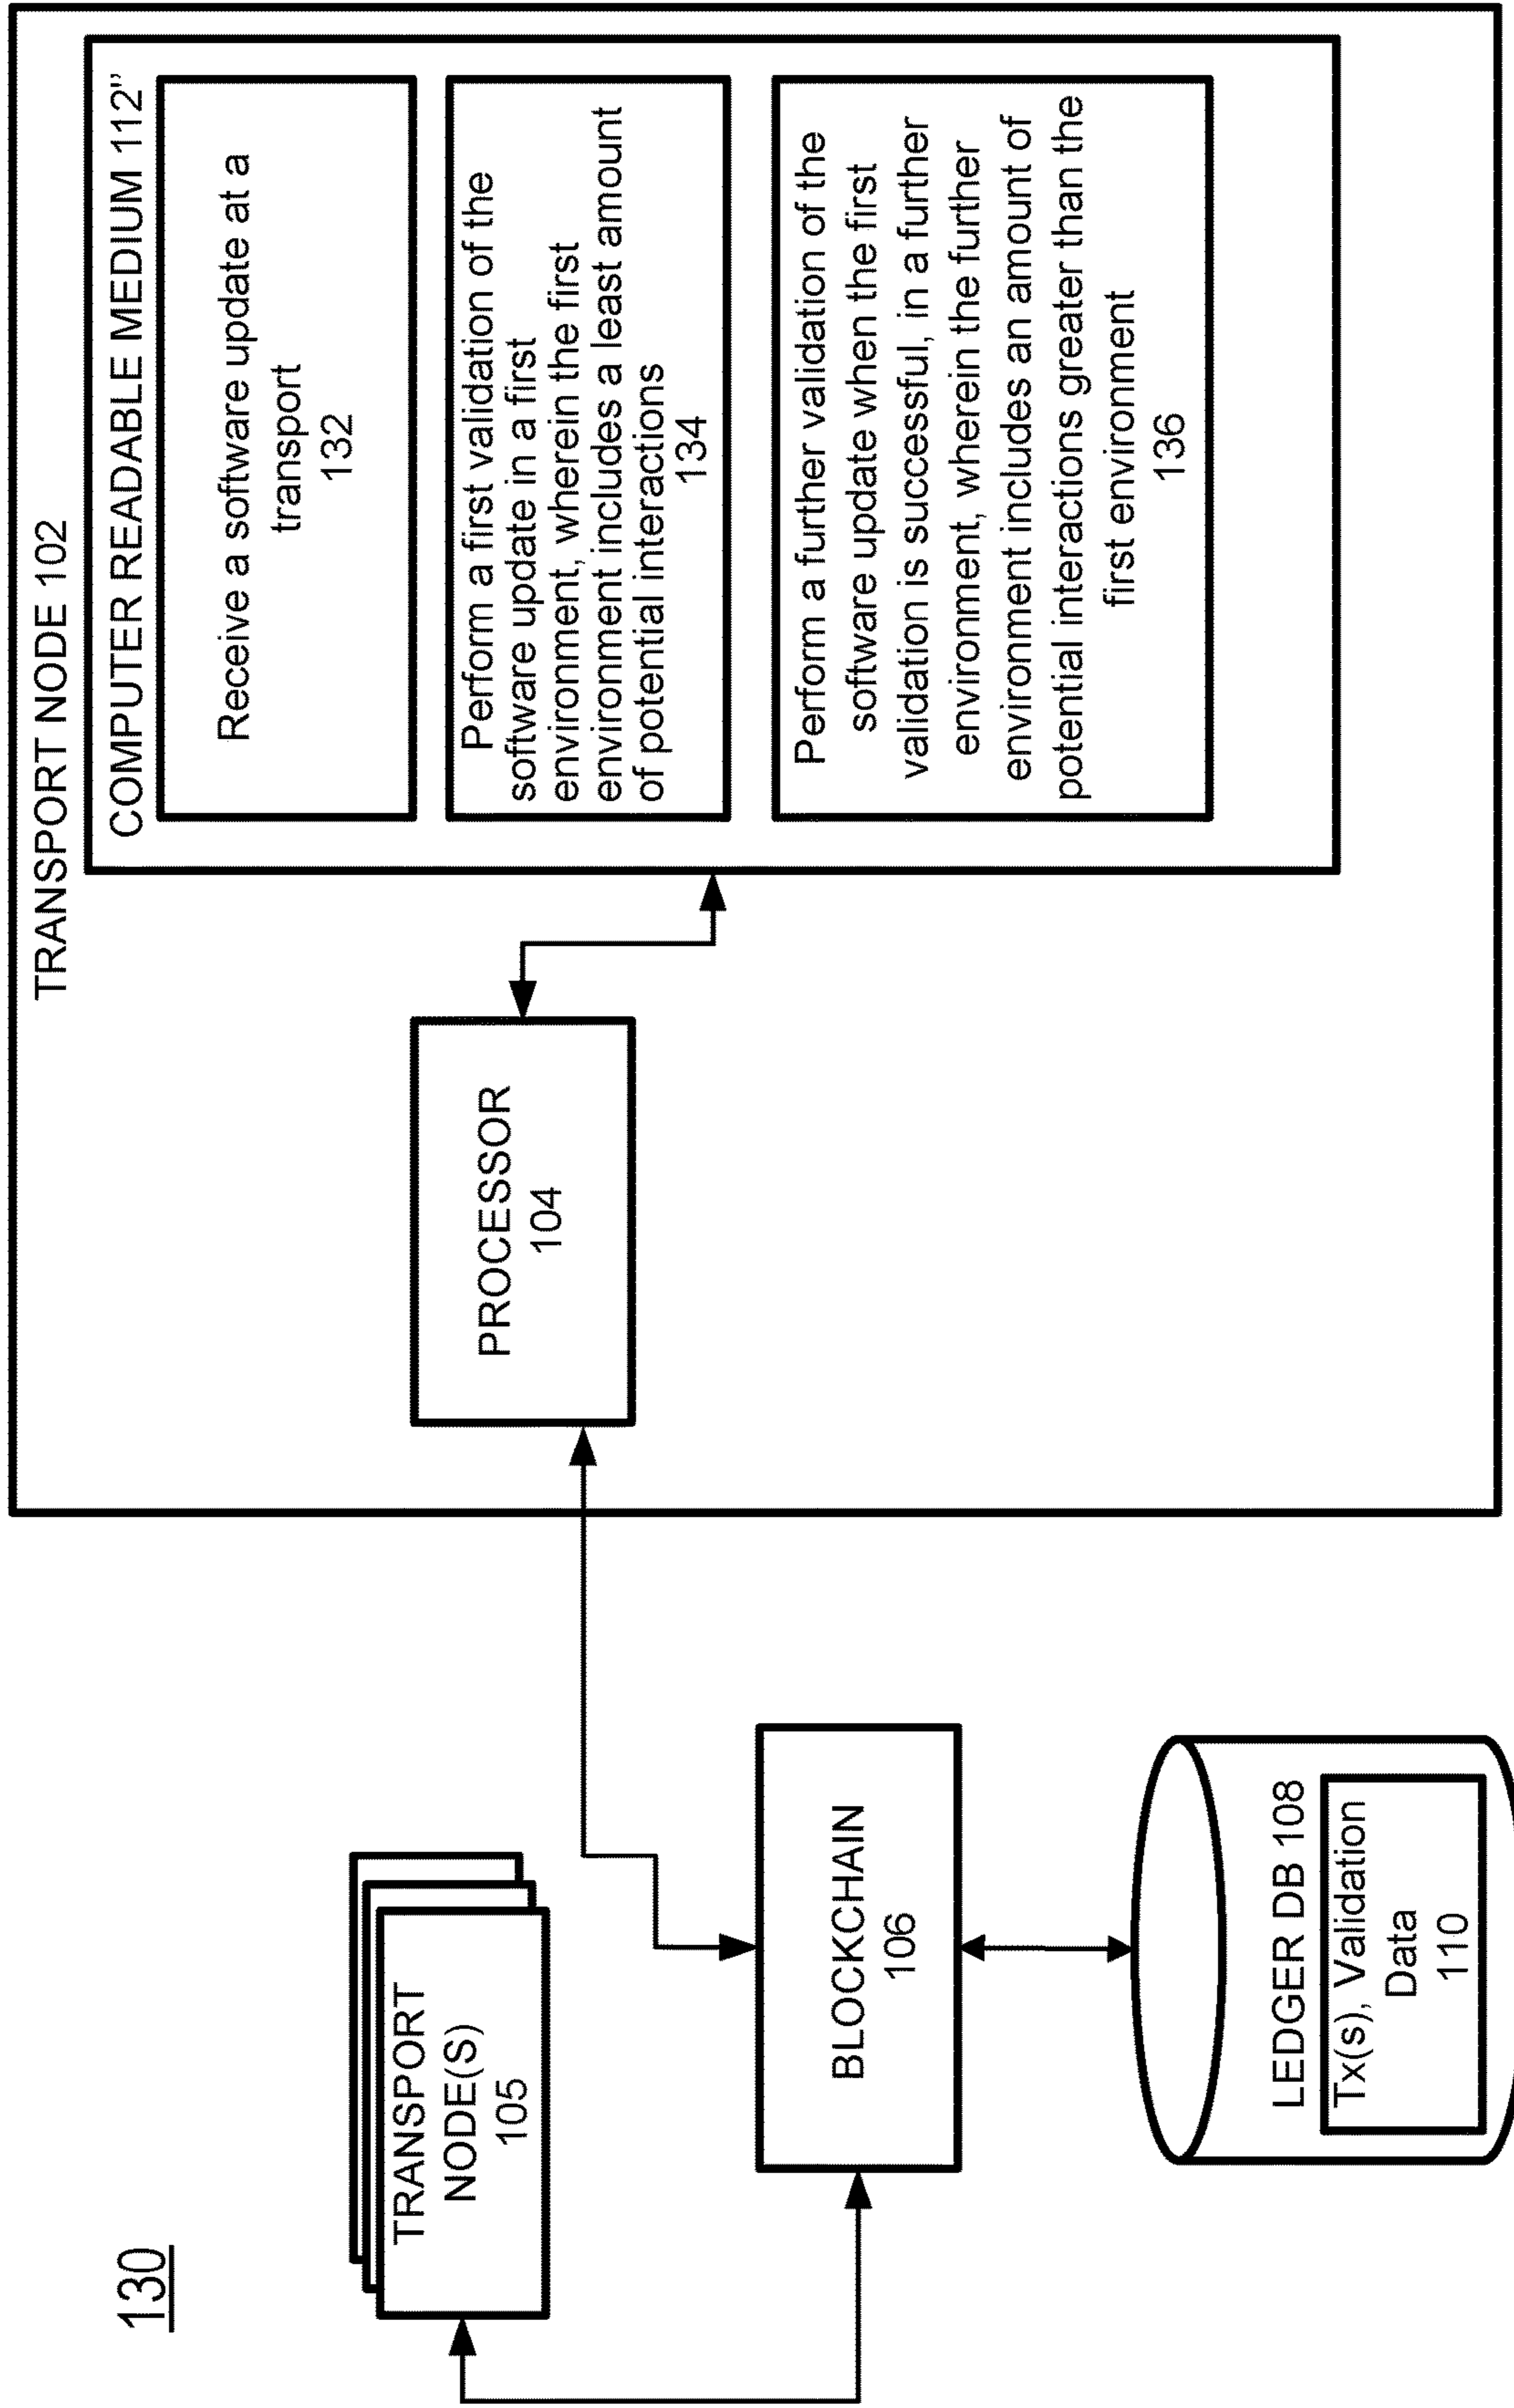 130
TRANSPORT NODE 102
COMPUTER READABLE MEDIUM 112"
Receive a software update at a
transport
132
Perform a first validation of the
software update in a first
environment, wherein the first
environment includes a least amount
of potential interactions
134
Perform a further validation of the
software update when the first
validation is successful, in a further
environment, wherein the further
environment includes an amount of
potential interactions greater than the
first environment
136
PROCESSOR
104
TRANSPORT
NODE(S)
105
BLOCKCHAIN
106
LEDGER DB 108
Tx(s), Validation
Data
110